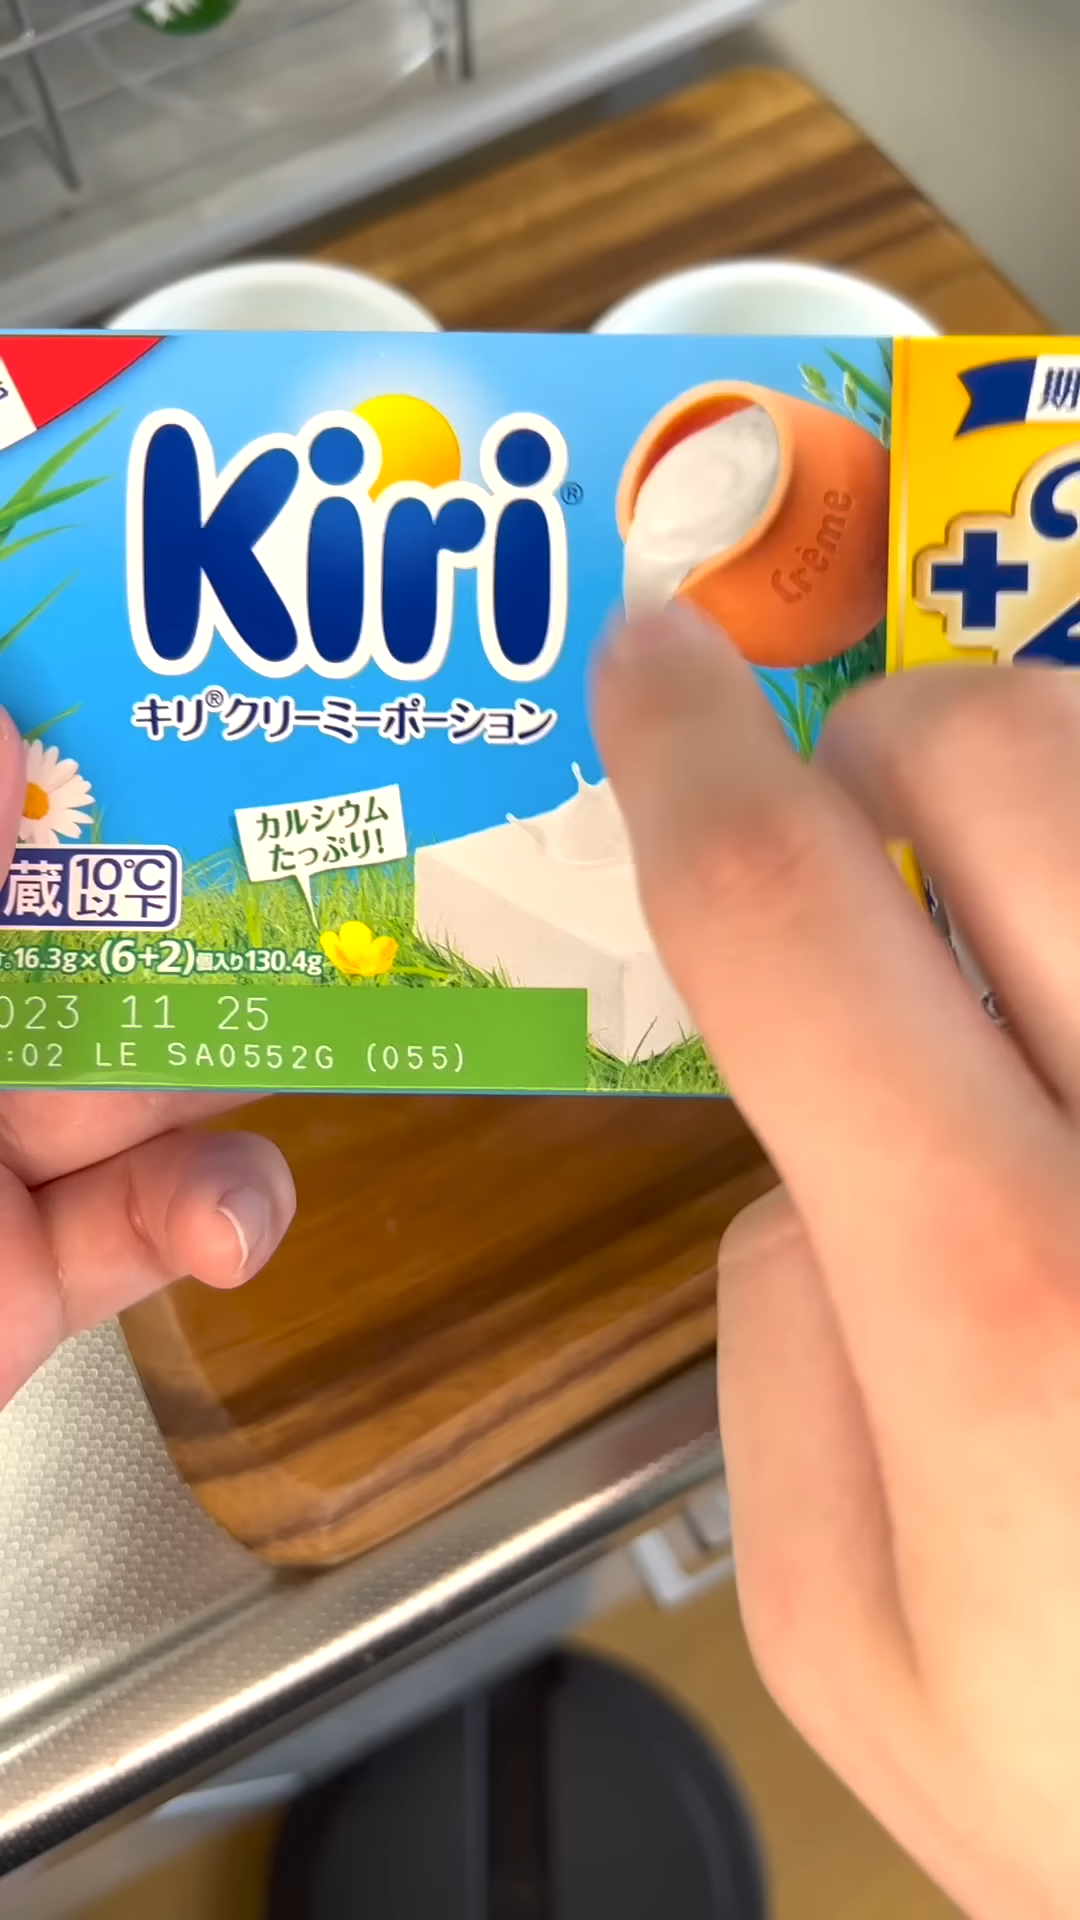 Kiri®
キリ®クリーミーポーション
Crème
期
+2
カルシウム
たっぷり!
蔵 10℃以下
16.3g×(6+2)個入り130.4g
023 11 25
:02 LE SA0552G (055)